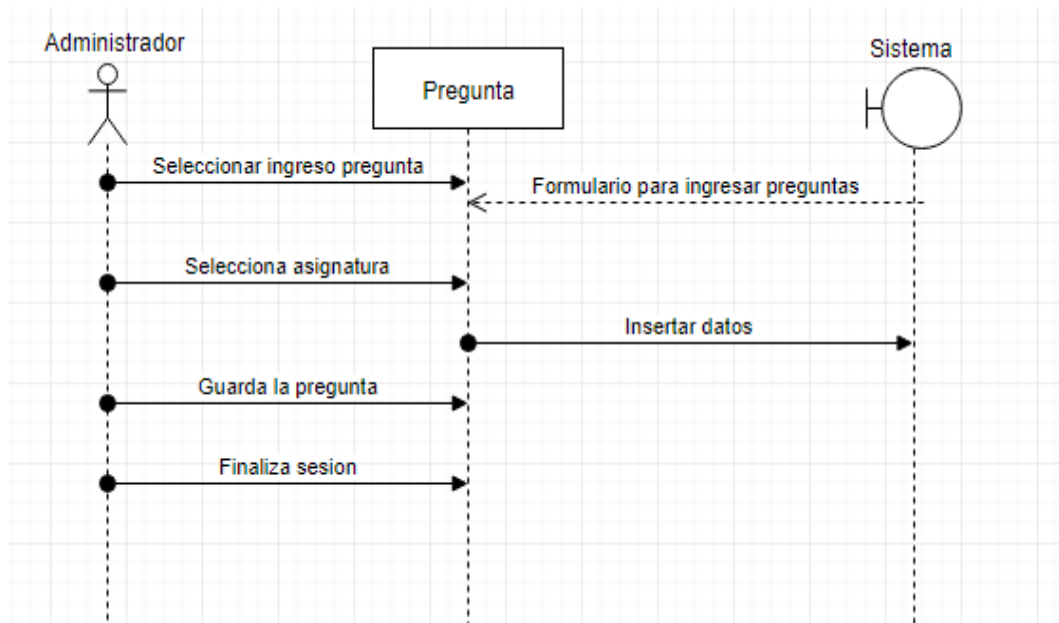 Administrador
Pregunta
Sistema
Seleccionar ingreso pregunta
Formulario para ingresar preguntas
Selecciona asignatura
Insertar datos
Guarda la pregunta
Finaliza sesion